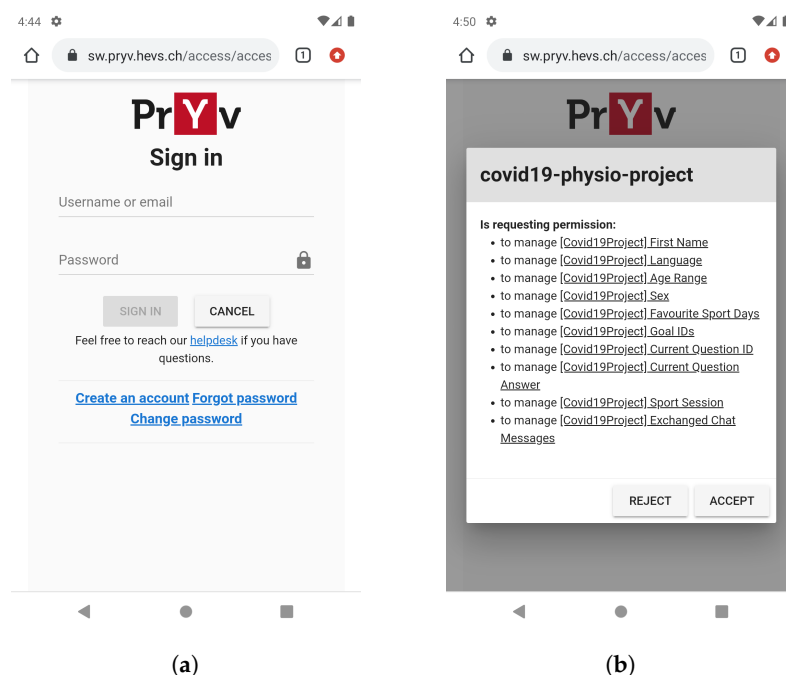 4:44
sw.pryv.hevs.ch/access/acces
1
PrYv
Sign in
Username or email
Password
SIGN IN
CANCEL
Feel free to reach our helpdesk if you have
questions.
Create an account Forgot password
Change password
(a)
4:50
sw.pryv.hevs.ch/access/acces
1
PrYv
covid19-physio-project
Is requesting permission:
• to manage [Covid19Project] First Name
• to manage [Covid19Project] Language
• to manage [Covid19Project] Age Range
• to manage [Covid19Project] Sex
• to manage [Covid19Project] Favourite Sport Days
• to manage [Covid19Project] Goal IDs
• to manage [Covid19Project] Current Question ID
• to manage [Covid19Project] Current Question
Answer
• to manage [Covid19Project] Sport Session
• to manage [Covid19Project] Exchanged Chat
Messages
REJECT
ACCEPT
(b)